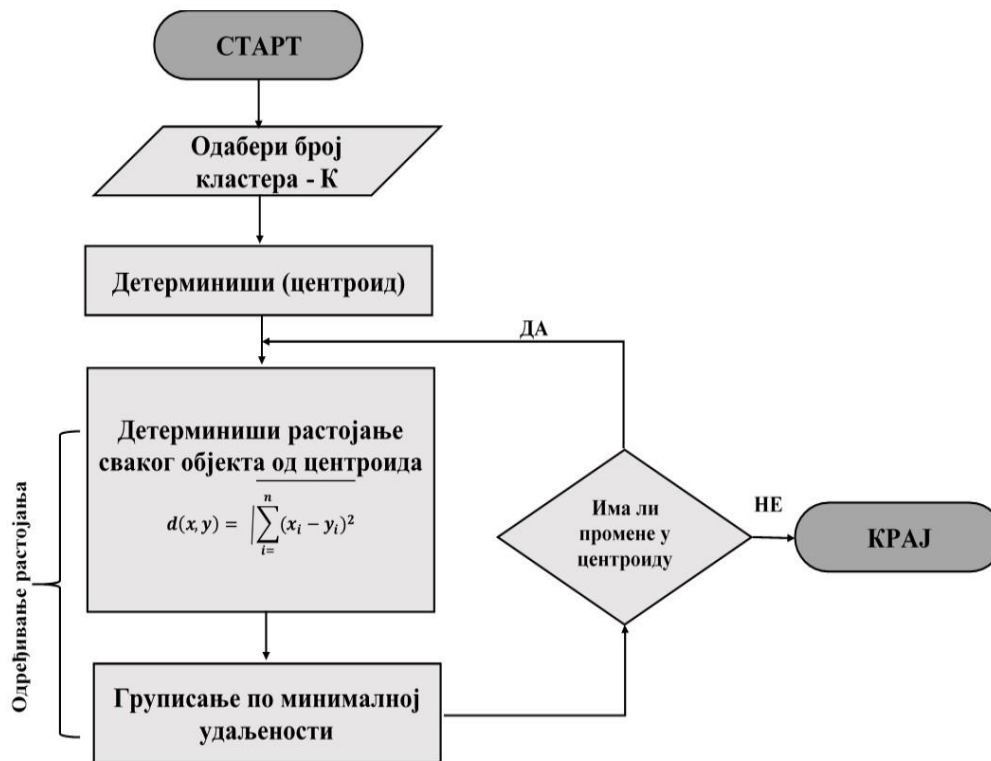 СТАРТ
Одабери број
кластера - К
Детерминиши (центроид)
ДА
Детерминиши растојање
сваког објекта од центроида
n
d(x, y) = |∑(xᵢ − yᵢ)²
i=
Одређивање растојања
Има ли
промене у
центроиду
НЕ
КРАЈ
Груписање по минималној
удаљености